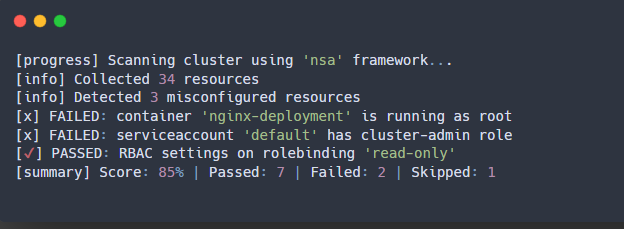 [progress] Scanning cluster using 'nsa' framework...
[info] Collected 34 resources
[info] Detected 3 misconfigured resources
[x] FAILED: container 'nginx-deployment' is running as root
[x] FAILED: serviceaccount 'default' has cluster-admin role
[✓] PASSED: RBAC settings on rolebinding 'read-only'
[summary] Score: 85% | Passed: 7 | Failed: 2 | Skipped: 1